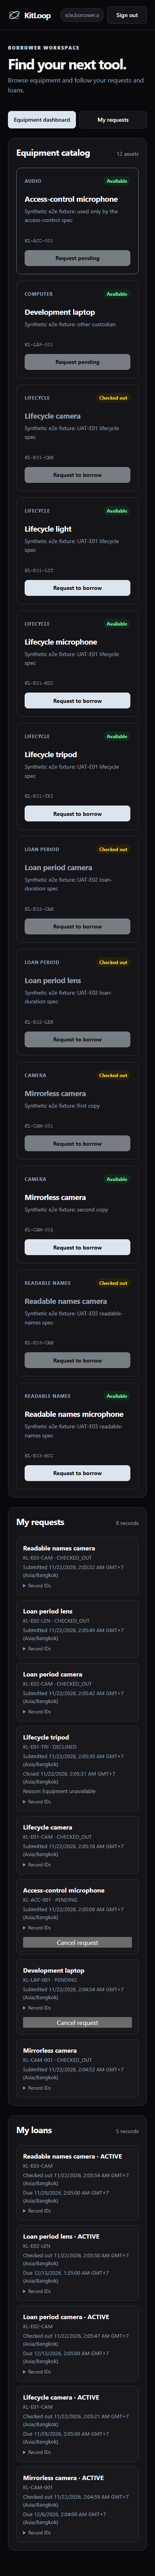 KitLoop
e2e.borrower.a
Sign out
BORROWER WORKSPACE
Find your next tool.
Browse equipment and follow your requests and
loans.
Equipment dashboard
My requests
Equipment catalog
12 assets
AUDIO
Available
Access-control microphone
Synthetic e2e fixture: used only by the
access-control spec
KL-ACC-001
Request pending
COMPUTER
Available
Development laptop
Synthetic e2e fixture: other custodian
KL-LAP-001
Request pending
LIFECYCLE
Checked out
Lifecycle camera
Synthetic e2e fixture: UAT-E01 lifecycle
spec
KL-E01-CAM
Request to borrow
LIFECYCLE
Available
Lifecycle light
Synthetic e2e fixture: UAT-E01 lifecycle
spec
KL-E01-LIT
Request to borrow
LIFECYCLE
Available
Lifecycle microphone
Synthetic e2e fixture: UAT-E01 lifecycle
spec
KL-E01-MIC
Request to borrow
LIFECYCLE
Available
Lifecycle tripod
Synthetic e2e fixture: UAT-E01 lifecycle
spec
KL-E01-TRI
Request to borrow
LOAN PERIOD
Checked out
Loan period camera
Synthetic e2e fixture: UAT-E02 loan-
duration spec
KL-E02-CAM
Request to borrow
LOAN PERIOD
Checked out
Loan period lens
Synthetic e2e fixture: UAT-E02 loan-
duration spec
KL-E02-LEN
Request to borrow
CAMERA
Checked out
Mirrorless camera
Synthetic e2e fixture: first copy
KL-CAM-001
Request to borrow
CAMERA
Available
Mirrorless camera
Synthetic e2e fixture: second copy
KL-CAM-002
Request to borrow
READABLE NAMES
Checked out
Readable names camera
Synthetic e2e fixture: UAT-E03 readable-
names spec
KL-E03-CAM
Request to borrow
READABLE NAMES
Available
Readable names microphone
Synthetic e2e fixture: UAT-E03 readable-
names spec
KL-E03-MIC
Request to borrow
My requests
8 records
Readable names camera
KL-E03-CAM · CHECKED_OUT
Submitted 11/22/2026, 2:05:52 AM GMT+7
(Asia/Bangkok)
Record IDs
Loan period lens
KL-E02-LEN · CHECKED_OUT
Submitted 11/22/2026, 2:05:49 AM GMT+7
(Asia/Bangkok)
Record IDs
Loan period camera
KL-E02-CAM · CHECKED_OUT
Submitted 11/22/2026, 2:05:42 AM GMT+7
(Asia/Bangkok)
Record IDs
Lifecycle tripod
KL-E01-TRI · DECLINED
Submitted 11/22/2026, 2:05:30 AM GMT+7
(Asia/Bangkok)
Closed 11/22/2026, 2:05:31 AM GMT+7
(Asia/Bangkok)
Reason: Equipment unavailable
Record IDs
Lifecycle camera
KL-E01-CAM · CHECKED_OUT
Submitted 11/22/2026, 2:05:18 AM GMT+7
(Asia/Bangkok)
Record IDs
Access-control microphone
KL-ACC-001 · PENDING
Submitted 11/22/2026, 2:05:09 AM GMT+7
(Asia/Bangkok)
Record IDs
Cancel request
Development laptop
KL-LAP-001 · PENDING
Submitted 11/22/2026, 2:04:54 AM GMT+7
(Asia/Bangkok)
Record IDs
Cancel request
Mirrorless camera
KL-CAM-001 · CHECKED_OUT
Submitted 11/22/2026, 2:04:52 AM GMT+7
(Asia/Bangkok)
Record IDs
My loans
5 records
Readable names camera · ACTIVE
KL-E03-CAM
Checked out 11/22/2026, 2:05:54 AM GMT+7
(Asia/Bangkok)
Due 11/29/2026, 2:05:00 AM GMT+7
(Asia/Bangkok)
Record IDs
Loan period lens · ACTIVE
KL-E02-LEN
Checked out 11/22/2026, 2:05:50 AM GMT+7
(Asia/Bangkok)
Due 12/13/2026, 1:35:00 AM GMT+7
(Asia/Bangkok)
Record IDs
Loan period camera · ACTIVE
KL-E02-CAM
Checked out 11/22/2026, 2:05:47 AM GMT+7
(Asia/Bangkok)
Due 12/13/2026, 2:05:00 AM GMT+7
(Asia/Bangkok)
Record IDs
Lifecycle camera · ACTIVE
KL-E01-CAM
Checked out 11/22/2026, 2:05:21 AM GMT+7
(Asia/Bangkok)
Due 11/29/2026, 2:05:00 AM GMT+7
(Asia/Bangkok)
Record IDs
Mirrorless camera · ACTIVE
KL-CAM-001
Checked out 11/22/2026, 2:04:59 AM GMT+7
(Asia/Bangkok)
Due 12/6/2026, 2:04:00 AM GMT+7
(Asia/Bangkok)
Record IDs